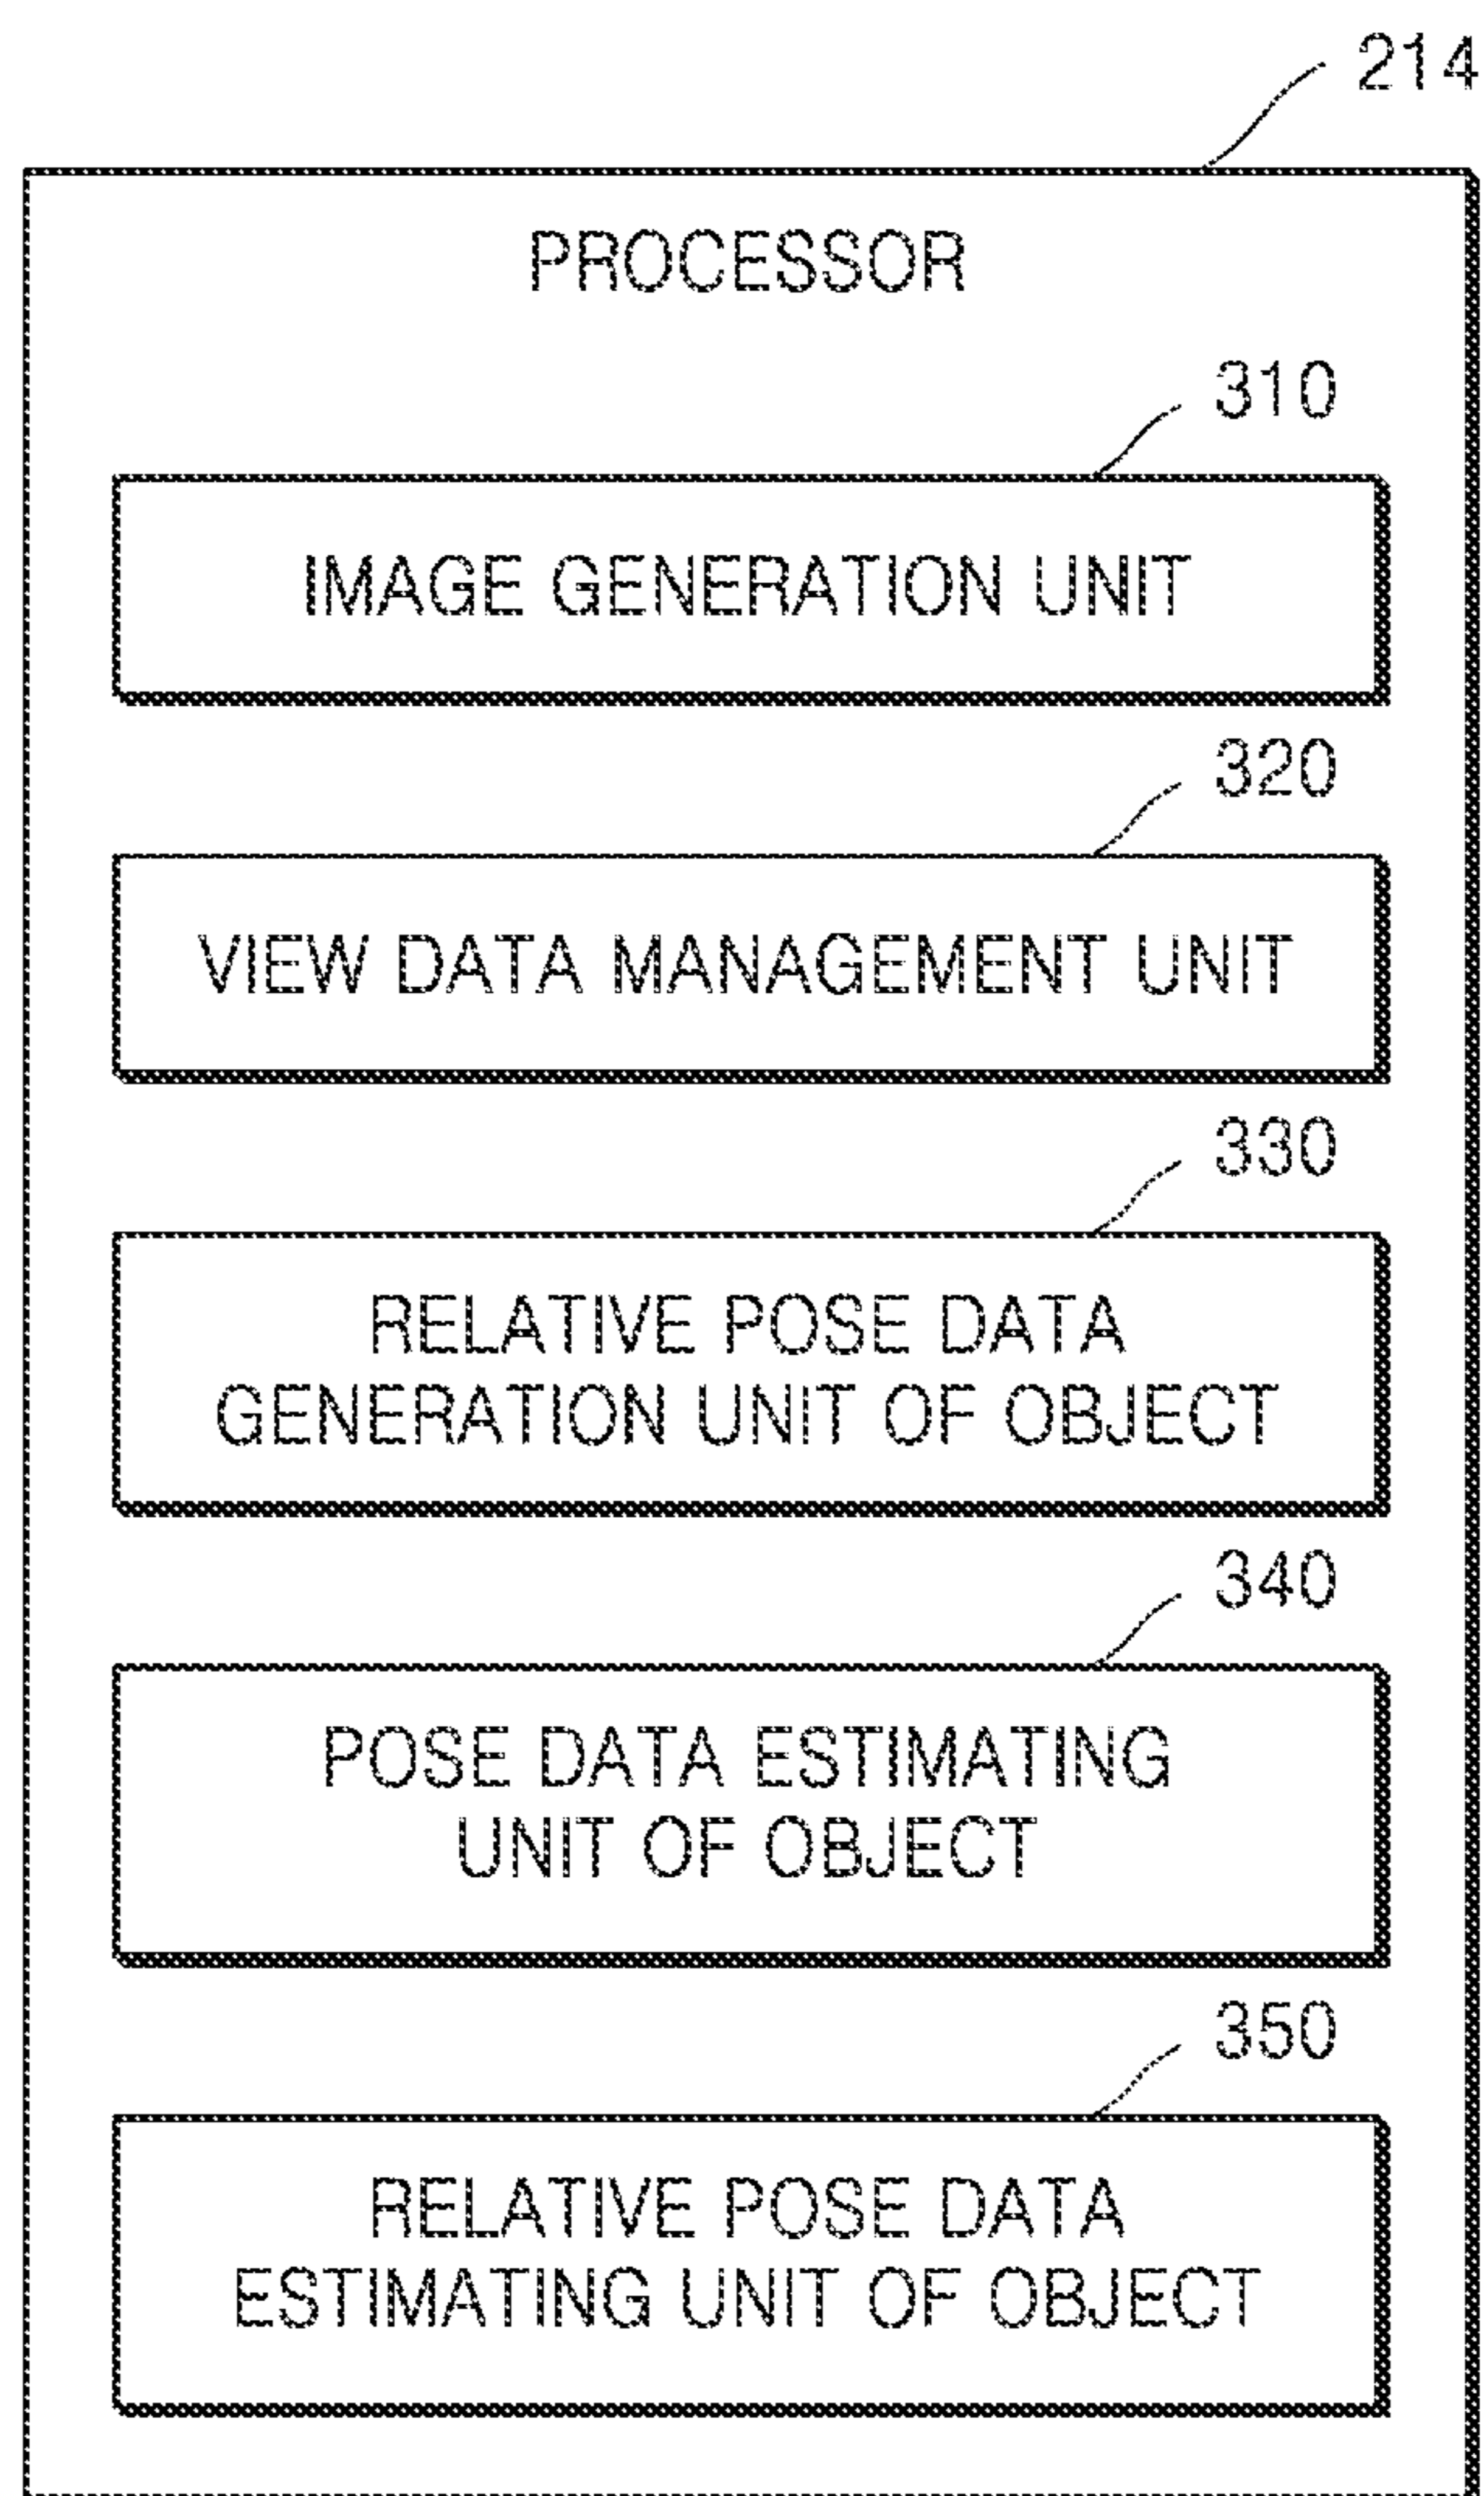 214
PROCESSOR
310
IMAGE GENERATION UNIT
320
VIEW DATA MANAGEMENT UNIT
330
RELATIVE POSE DATA
GENERATION UNIT OF OBJECT
340
POSE DATA ESTIMATING
UNIT OF OBJECT
350
RELATIVE POSE DATA
ESTIMATING UNIT OF OBJECT